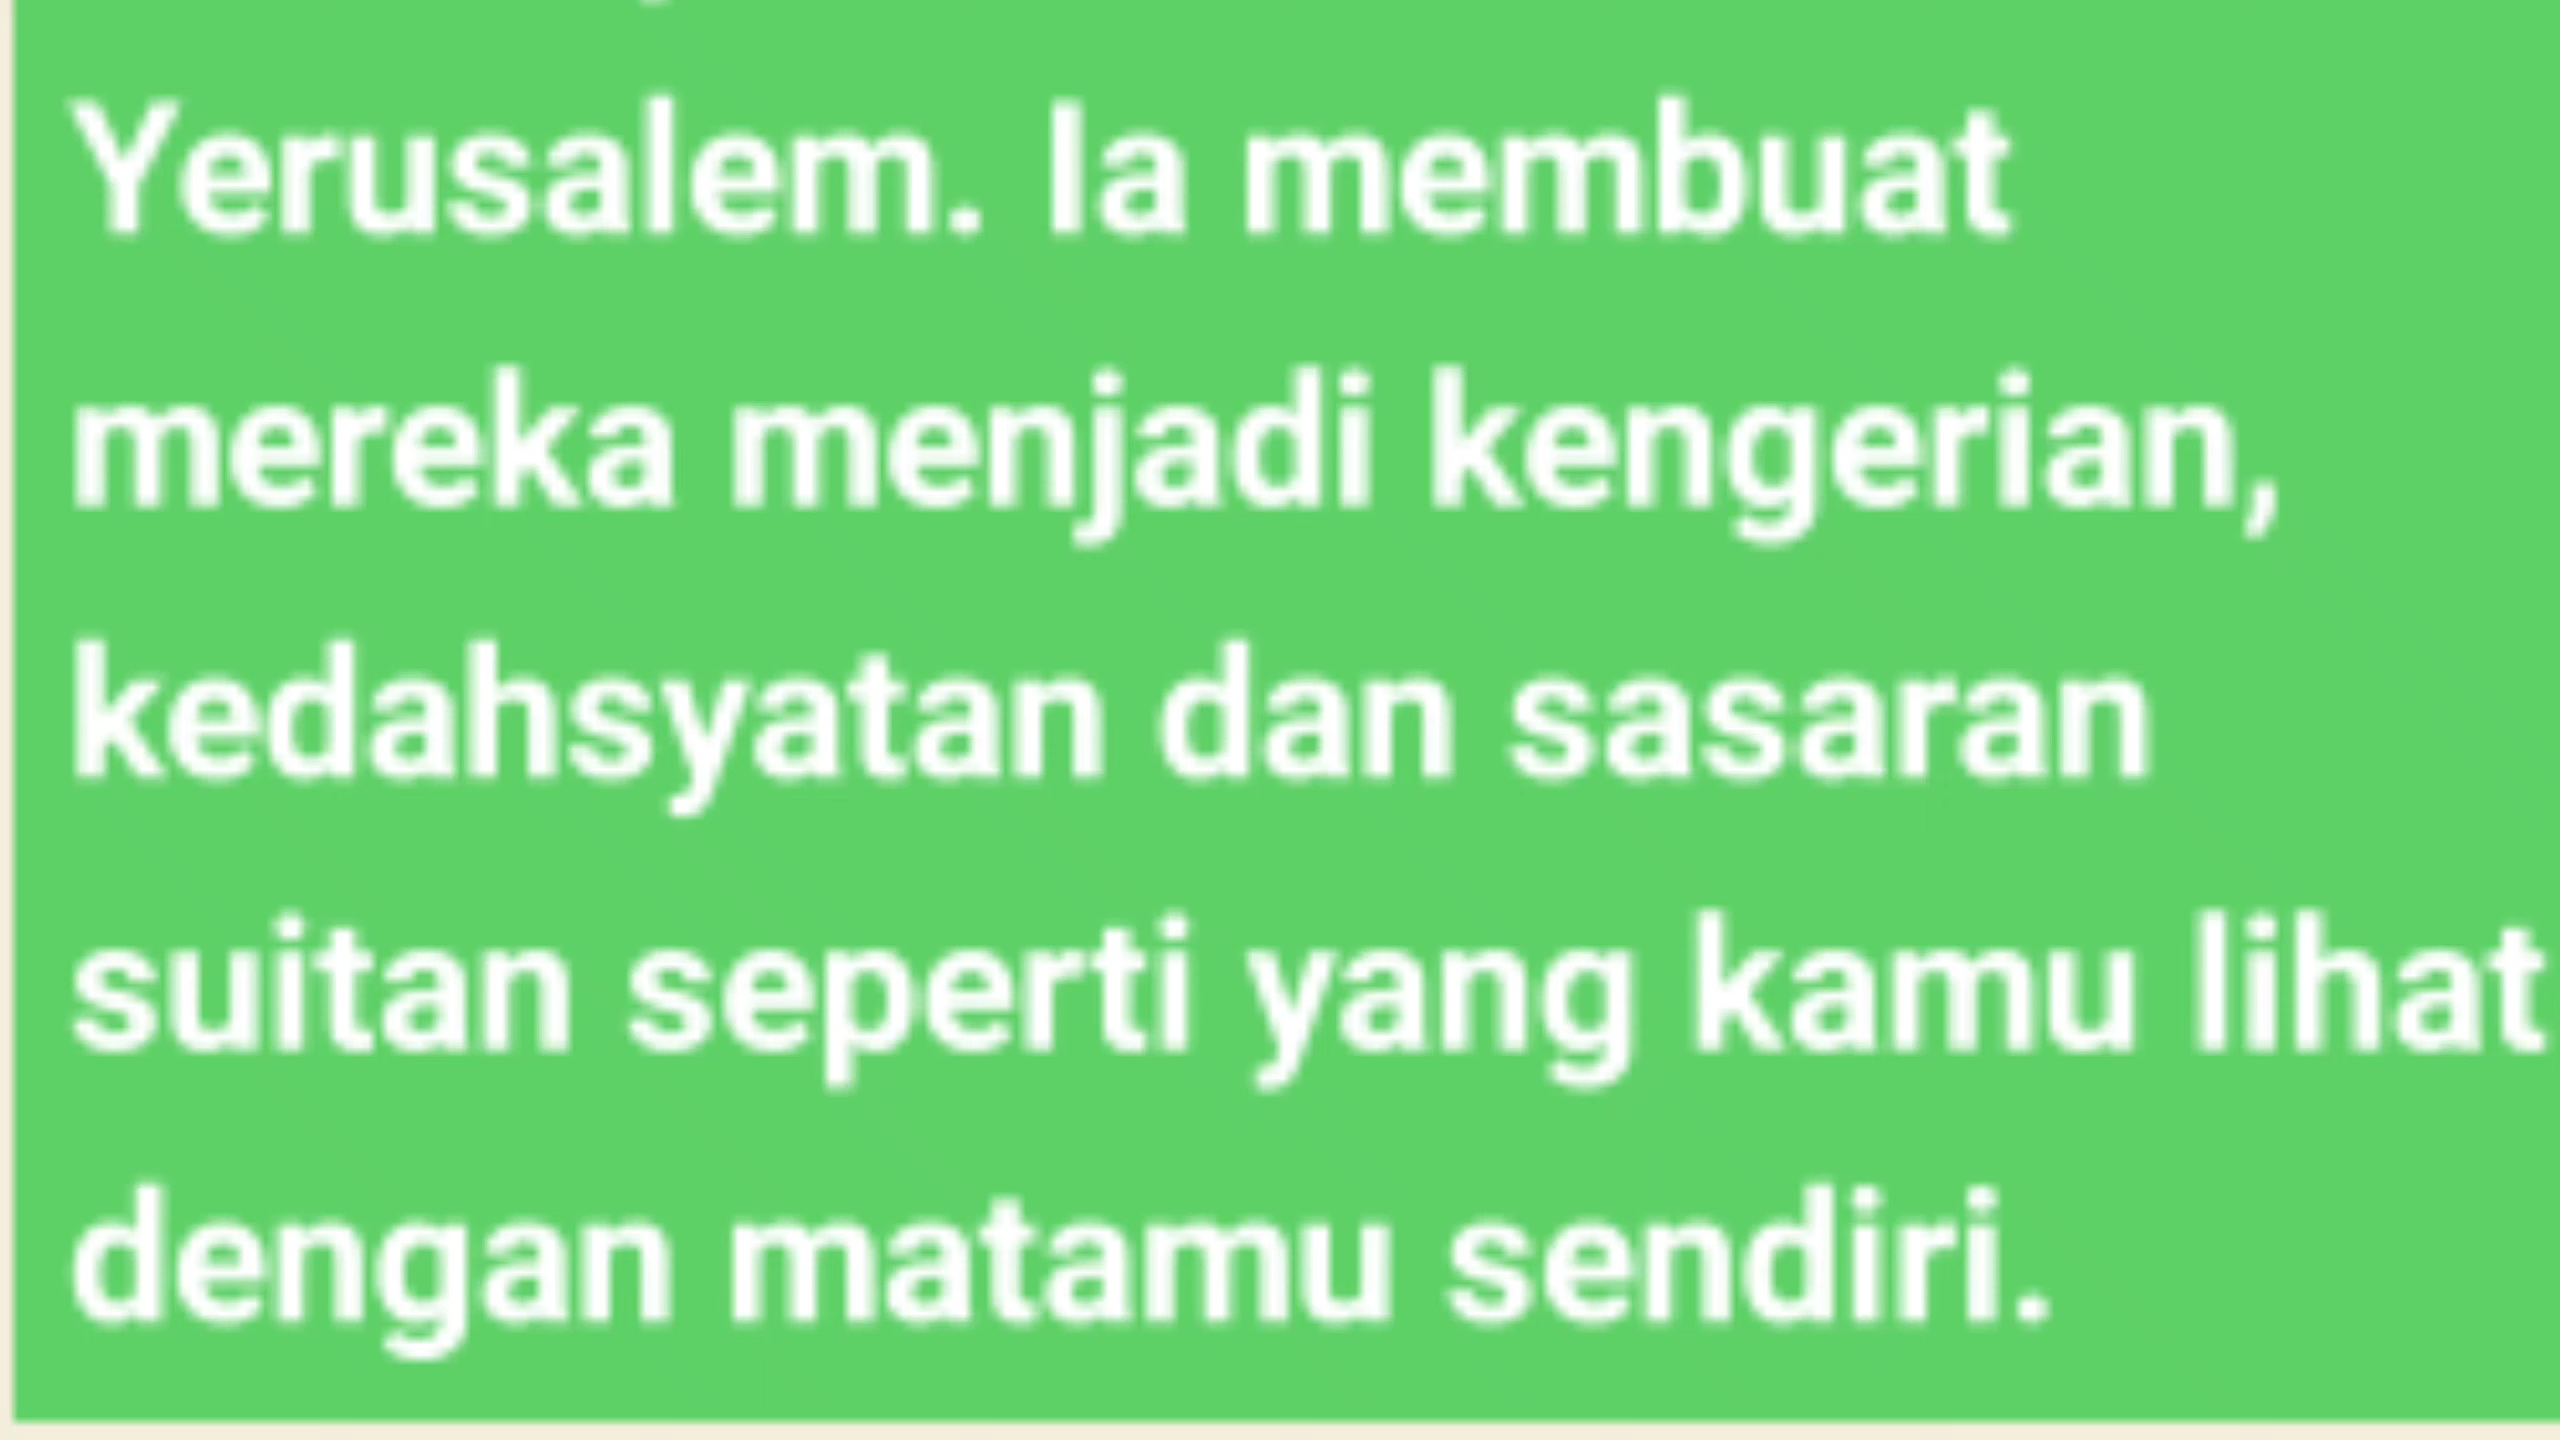 Yerusalem. Ia membuat
mereka menjadi kengerian,
kedahsyatan dan sasaran
suitan seperti yang kamu lihat
dengan matamu sendiri.